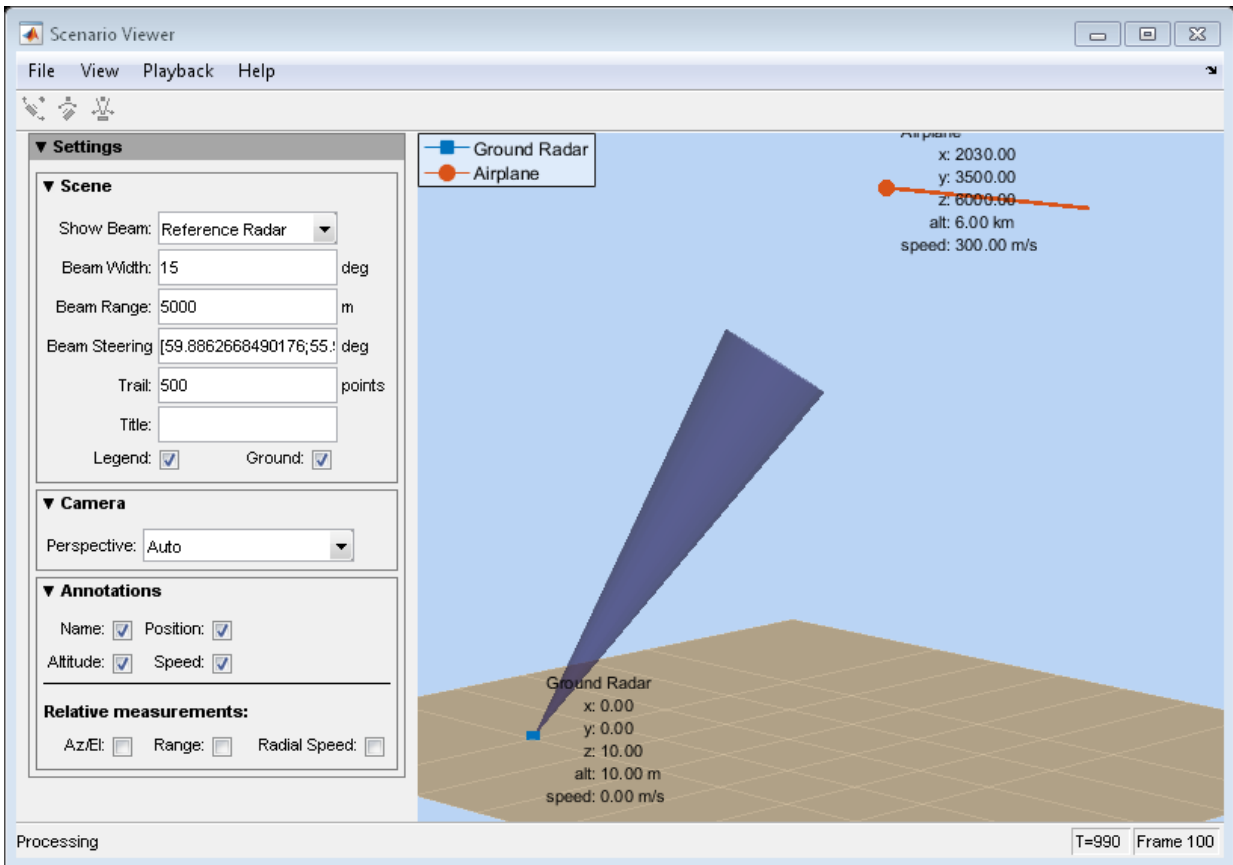 Scenario Viewer
File View Playback Help
▼ Settings
▼ Scene
Show Beam: Reference Radar
Beam Width: 15 deg
Beam Range: 5000 m
Beam Steering [59.8862668490176;55.9 deg
Trail: 500 points
Title:
Legend: Ground:
▼ Camera
Perspective: Auto
▼ Annotations
Name: Position:
Altitude: Speed:
Relative measurements:
Az/El: Range: Radial Speed:
Ground Radar
Airplane
Airplane
x: 2030.00
y: 3500.00
z: 6000.00
alt: 6.00 km
speed: 300.00 m/s
Ground Radar
x: 0.00
y: 0.00
z: 10.00
alt: 10.00 m
speed: 0.00 m/s
Processing
T=990 Frame 100